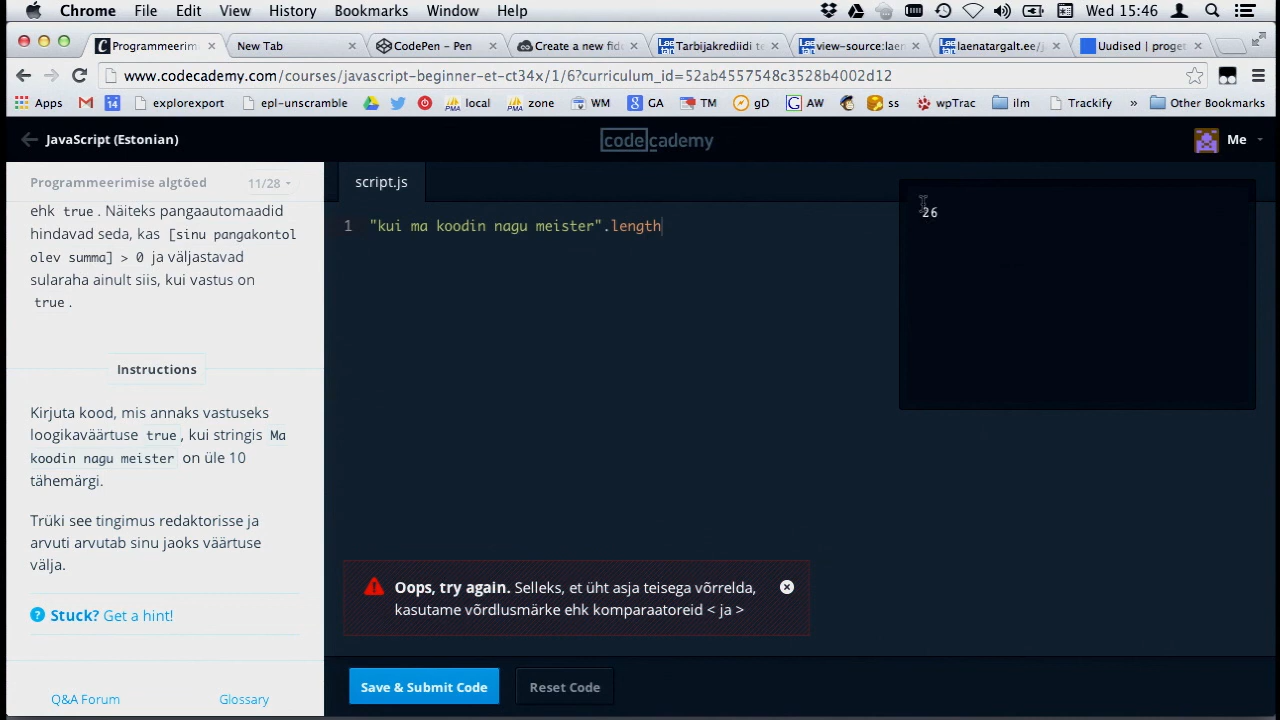 Chrome File Edit View History Bookmarks Window Help Wed 15:46
Programmeerim New Tab CodePen - Pen Create a new fid Tarbijakrediidi te view-source:laen laenatargalt.ee/j Uudised | proget
www.codecademy.com/courses/javascript-beginner-et-ct34x/1/6?curriculum_id=52ab4557548c3528b4002d12
Apps 14 explorexport epl-unscramble PMA local PMA zone WM GA TM gD AW ss wpTrac ilm Trackify » Other Bookmarks
JavaScript (Estonian) codecademy Me
Programmeerimise algtõed 11/28
script.js
ehk true. Näiteks pangaautomaadid
hindavad seda, kas [sinu pangakontol
olev summa] > 0 ja väljastavad
sularaha ainult siis, kui vastus on
true.
Instructions
Kirjuta kood, mis annaks vastuseks
loogikaväärtuse true, kui stringis Ma
koodin nagu meister on üle 10
tähemärgi.
Trüki see tingimus redaktorisse ja
arvuti arvutab sinu jaoks väärtuse
välja.
Stuck? Get a hint!
Q&A Forum Glossary
1 "kui ma koodin nagu meister".length
26
Oops, try again. Selleks, et üht asja teisega võrrelda,
kasutame võrdlusmärke ehk komparaatoreid < ja >
Save & Submit Code Reset Code